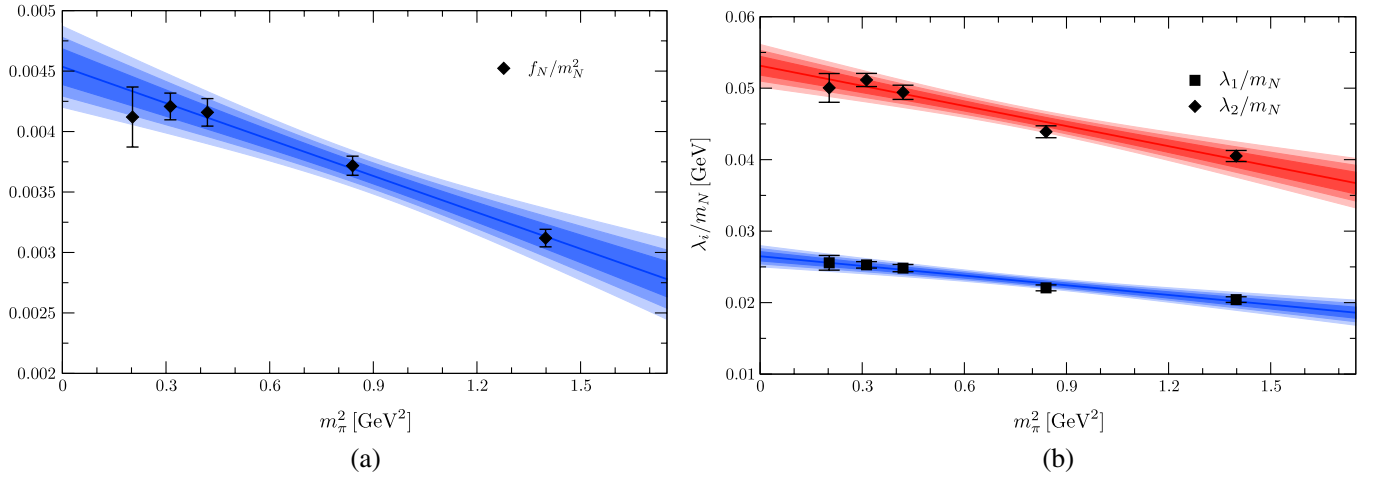 0.005
0.0045
0.004
0.0035
0.003
0.0025
0.002
0 0.3 0.6 0.9 1.2 1.5
f_N/m_N^2
m_π^2 [GeV^2]
(a)
0.06
0.05
0.04
0.03
0.02
0.01
0 0.3 0.6 0.9 1.2 1.5
λ_i/m_N [GeV]
λ_1/m_N
λ_2/m_N
m_π^2 [GeV^2]
(b)